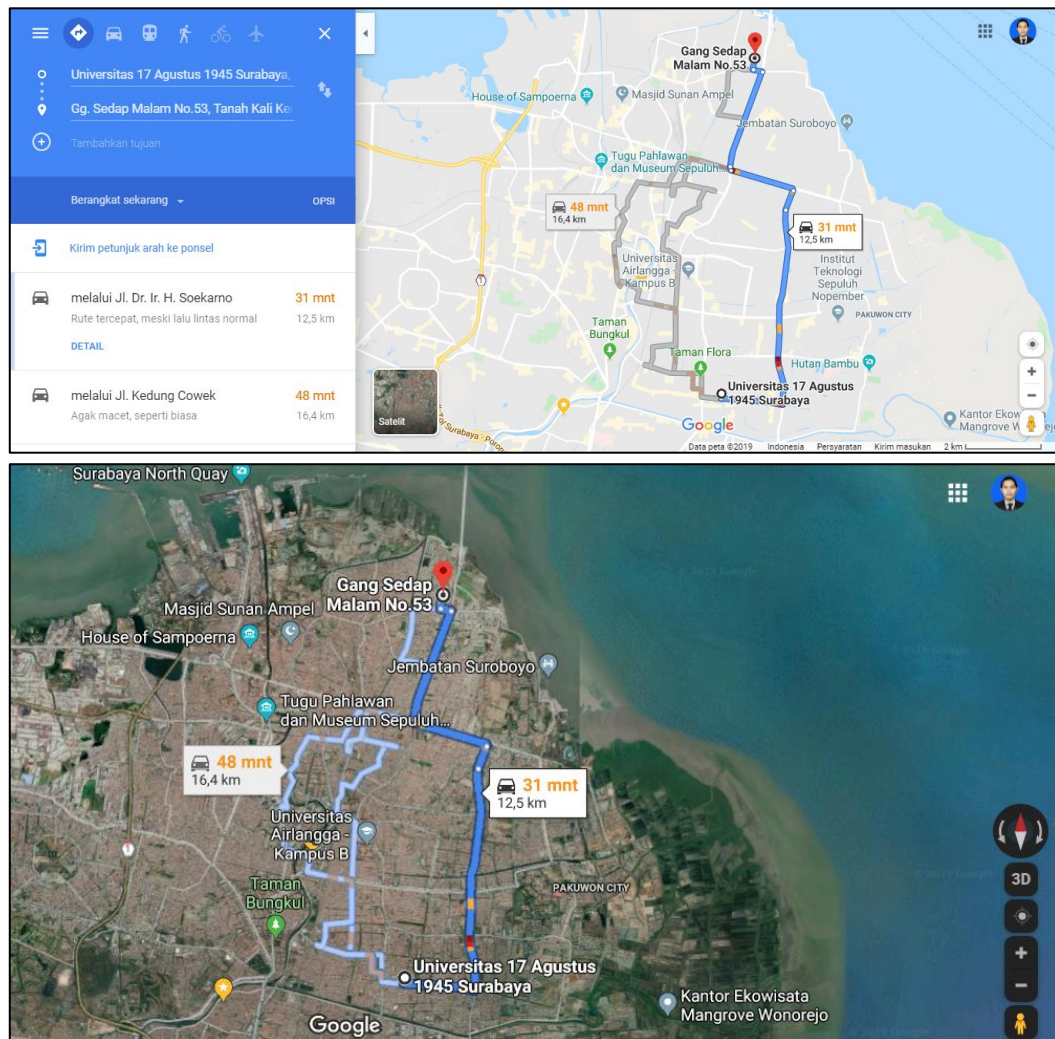 Universitas 17 Agustus 1945 Surabaya,
Gg. Sedap Malam No.53, Tanah Kali Ke
Tambahkan tujuan
Berangkat sekarang
OPSI
Kirim petunjuk arah ke ponsel
melalui Jl. Dr. Ir. H. Soekarno
31 mnt
Rute tercepat, meski lalu lintas normal
12,5 km
DETAIL
melalui Jl. Kedung Cowek
48 mnt
Agak macet, seperti biasa
16,4 km
Gang Sedap
Malam No.53
House of Sampoerna
Masjid Sunan Ampel
Jembatan Suroboyo
Tugu Pahlawan
dan Museum Sepuluh...
48 mnt
16,4 km
31 mnt
12,5 km
Universitas
Airlangga -
Kampus B
Institut
Teknologi
Sepuluh
Nopember
PAKUWON CITY
Taman
Bungkul
Taman Flora
Hutan Bambu
Universitas 17 Agustus
1945 Surabaya
Satelit
Surabaya - Poron
Kantor Ekow
Mangrove W
Google
Data peta ©2019
Indonesia
Persyaratan
Kirim masukan
2 km
Surabaya North Quay
Gang Sedap
Malam No.53
Masjid Sunan Ampel
House of Sampoerna
Jembatan Suroboyo
Tugu Pahlawan
dan Museum Sepuluh...
48 mnt
16,4 km
31 mnt
12,5 km
Universitas
Airlangga -
Kampus B
PAKUWON CITY
Taman
Bungkul
3D
Universitas 17 Agustus
1945 Surabaya
Kantor Ekowisata
Mangrove Wonorejo
Google